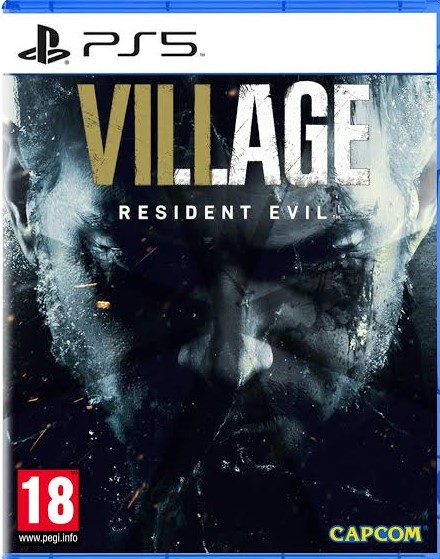 PS5
VILLAGE
RESIDENT EVIL
18
www.pegi.info
CAPCOM